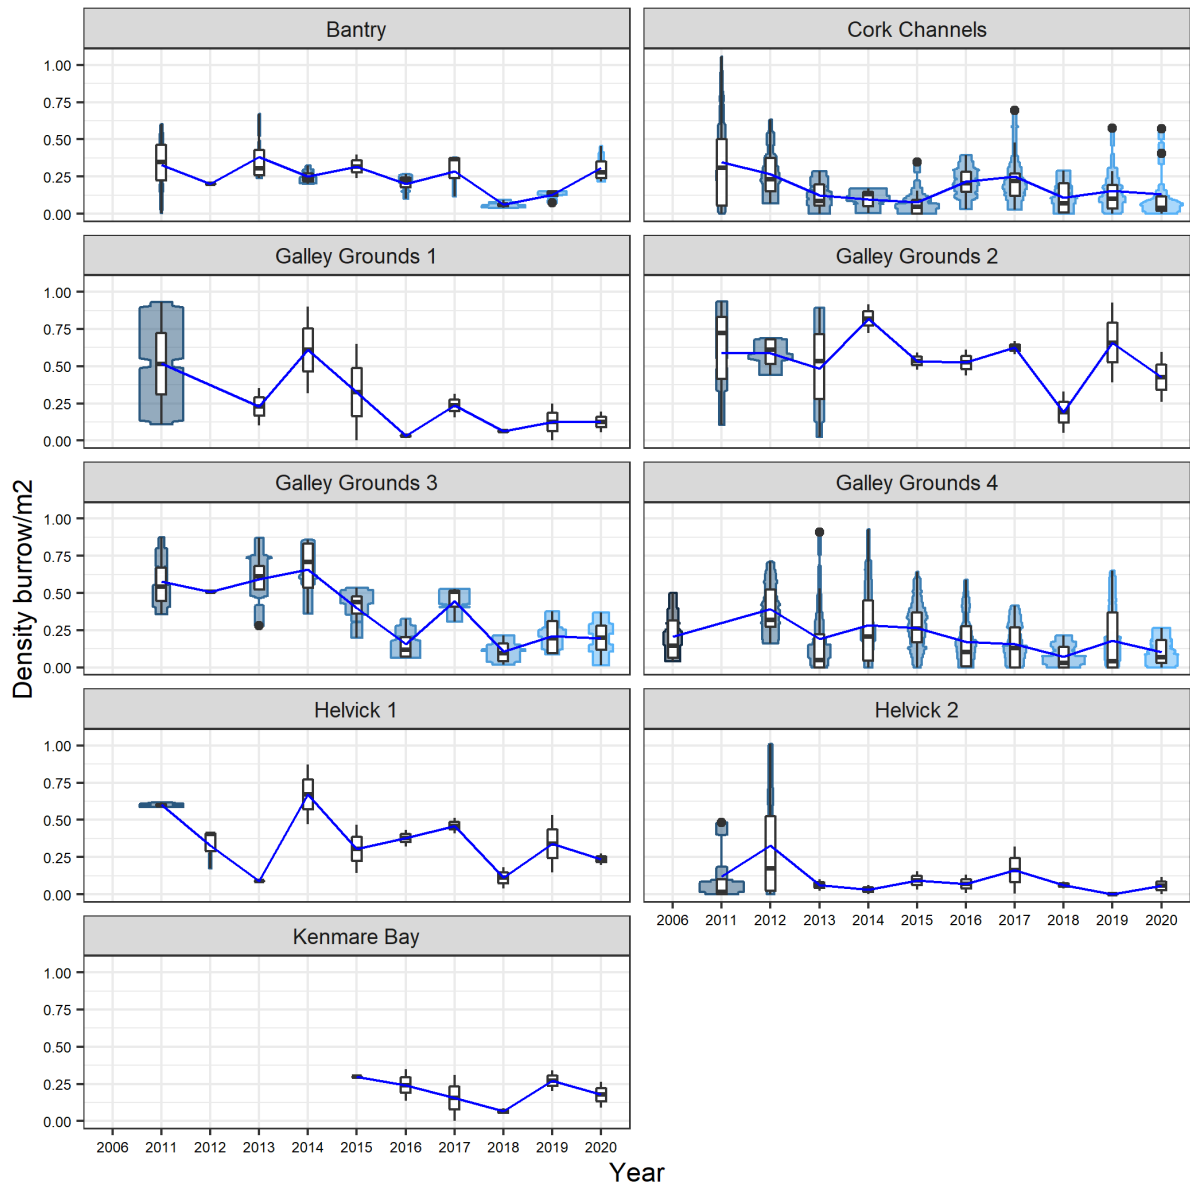 Bantry
Cork Channels
1.00
0.75
0.50
0.25
0.00
Galley Grounds 1
Galley Grounds 2
1.00
0.75
0.50
0.25
0.00
Galley Grounds 3
Galley Grounds 4
1.00
0.75
0.50
0.25
0.00
Density burrow/m2
Helvick 1
Helvick 2
1.00
0.75
0.50
0.25
0.00
2006 2011 2012 2013 2014 2015 2016 2017 2018 2019 2020
Kenmare Bay
1.00
0.75
0.50
0.25
0.00
2006 2011 2012 2013 2014 2015 2016 2017 2018 2019 2020
Year